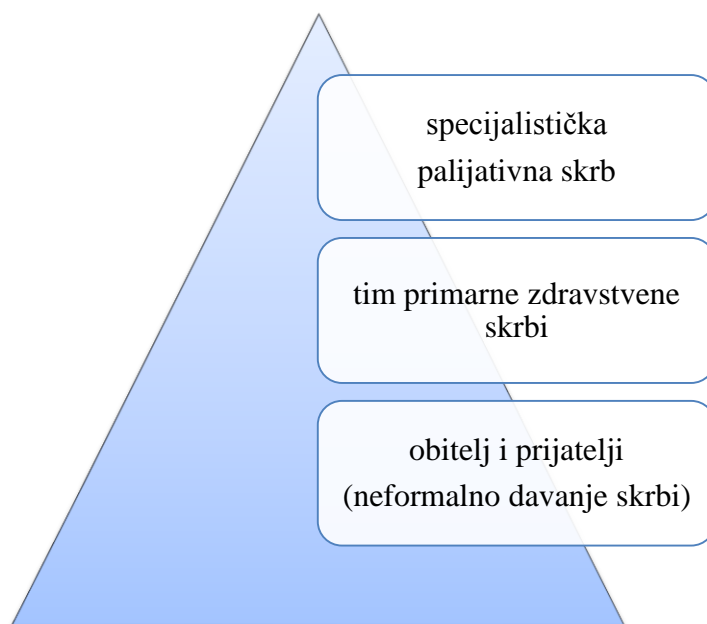 specijalistička
palijativna skrb
tim primarne zdravstvene
skrbi
obitelj i prijatelji
(neformalno davanje skrbi)